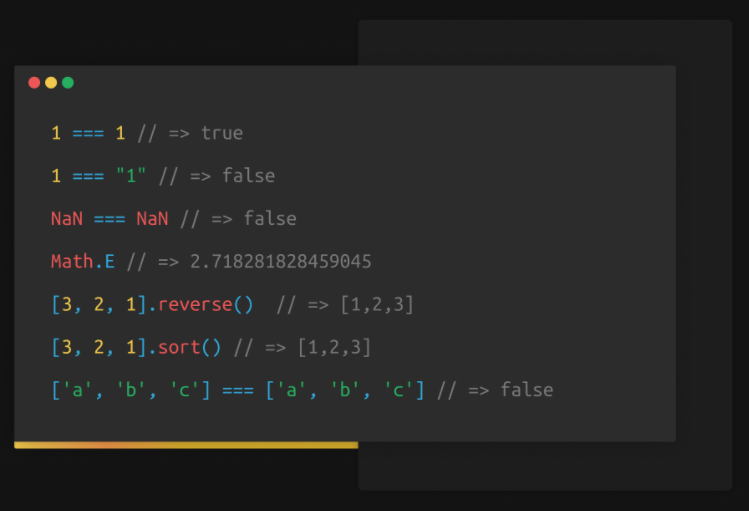 1 === 1 // => true
1 === "1" // => false
NaN === NaN // => false
Math.E // => 2.718281828459045
[3, 2, 1].reverse()  // => [1,2,3]
[3, 2, 1].sort() // => [1,2,3]
['a', 'b', 'c'] === ['a', 'b', 'c'] // => false